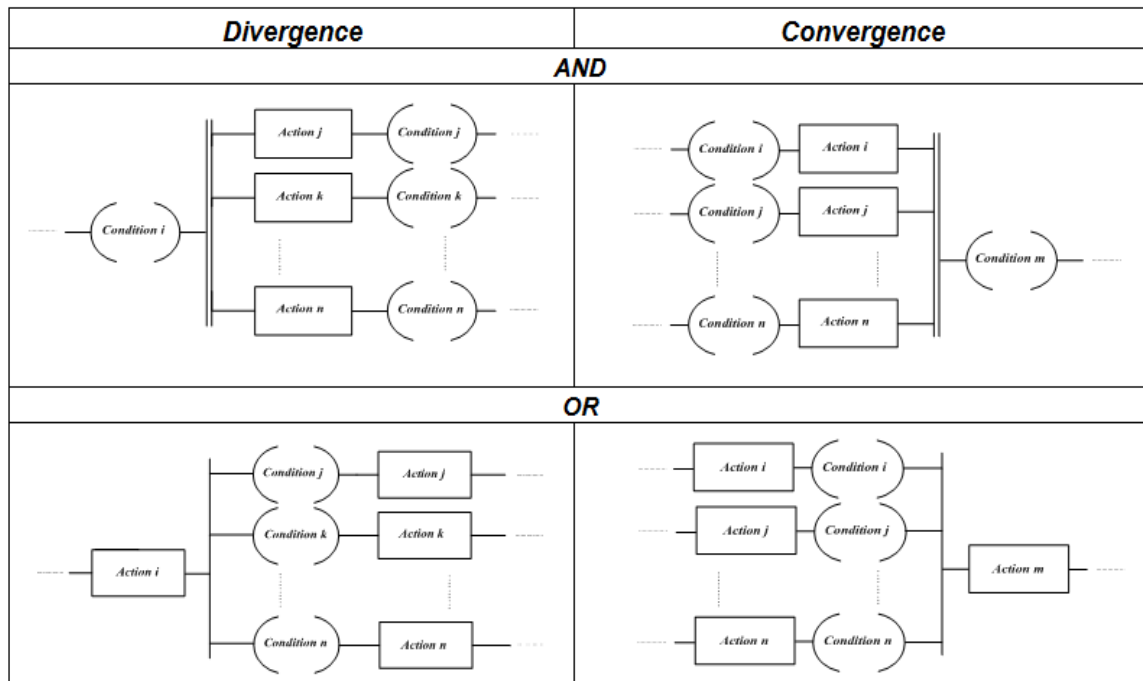 Divergence
Convergence
AND
Action j
Condition j
Action k
Condition k
Condition i
Action n
Condition n
Condition i
Action i
Condition j
Action j
Condition m
Condition n
Action n
OR
Condition j
Action j
Condition k
Action k
Action i
Condition n
Action n
Action i
Condition i
Action j
Condition j
Action m
Action n
Condition n